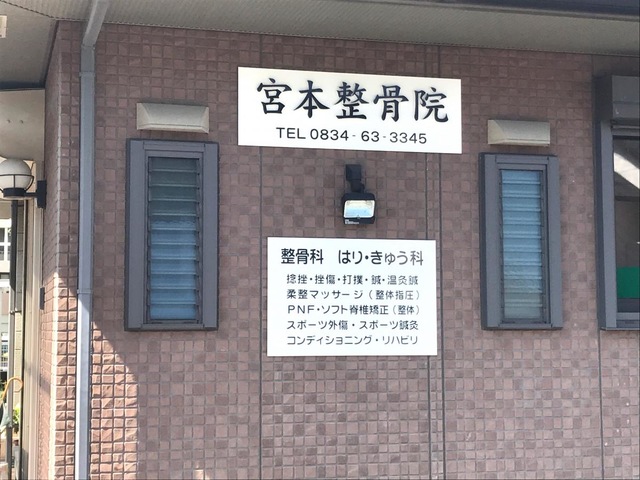 宮本整骨院
TEL 0834-63-3345
整骨科 はり・きゅう科
捻挫・挫傷・打撲・鍼・温灸鍼
柔整マッサージ(整体指圧)
PNF・ソフト脊椎矯正(整体)
スポーツ外傷・スポーツ鍼灸
コンディショニング・リハビリ